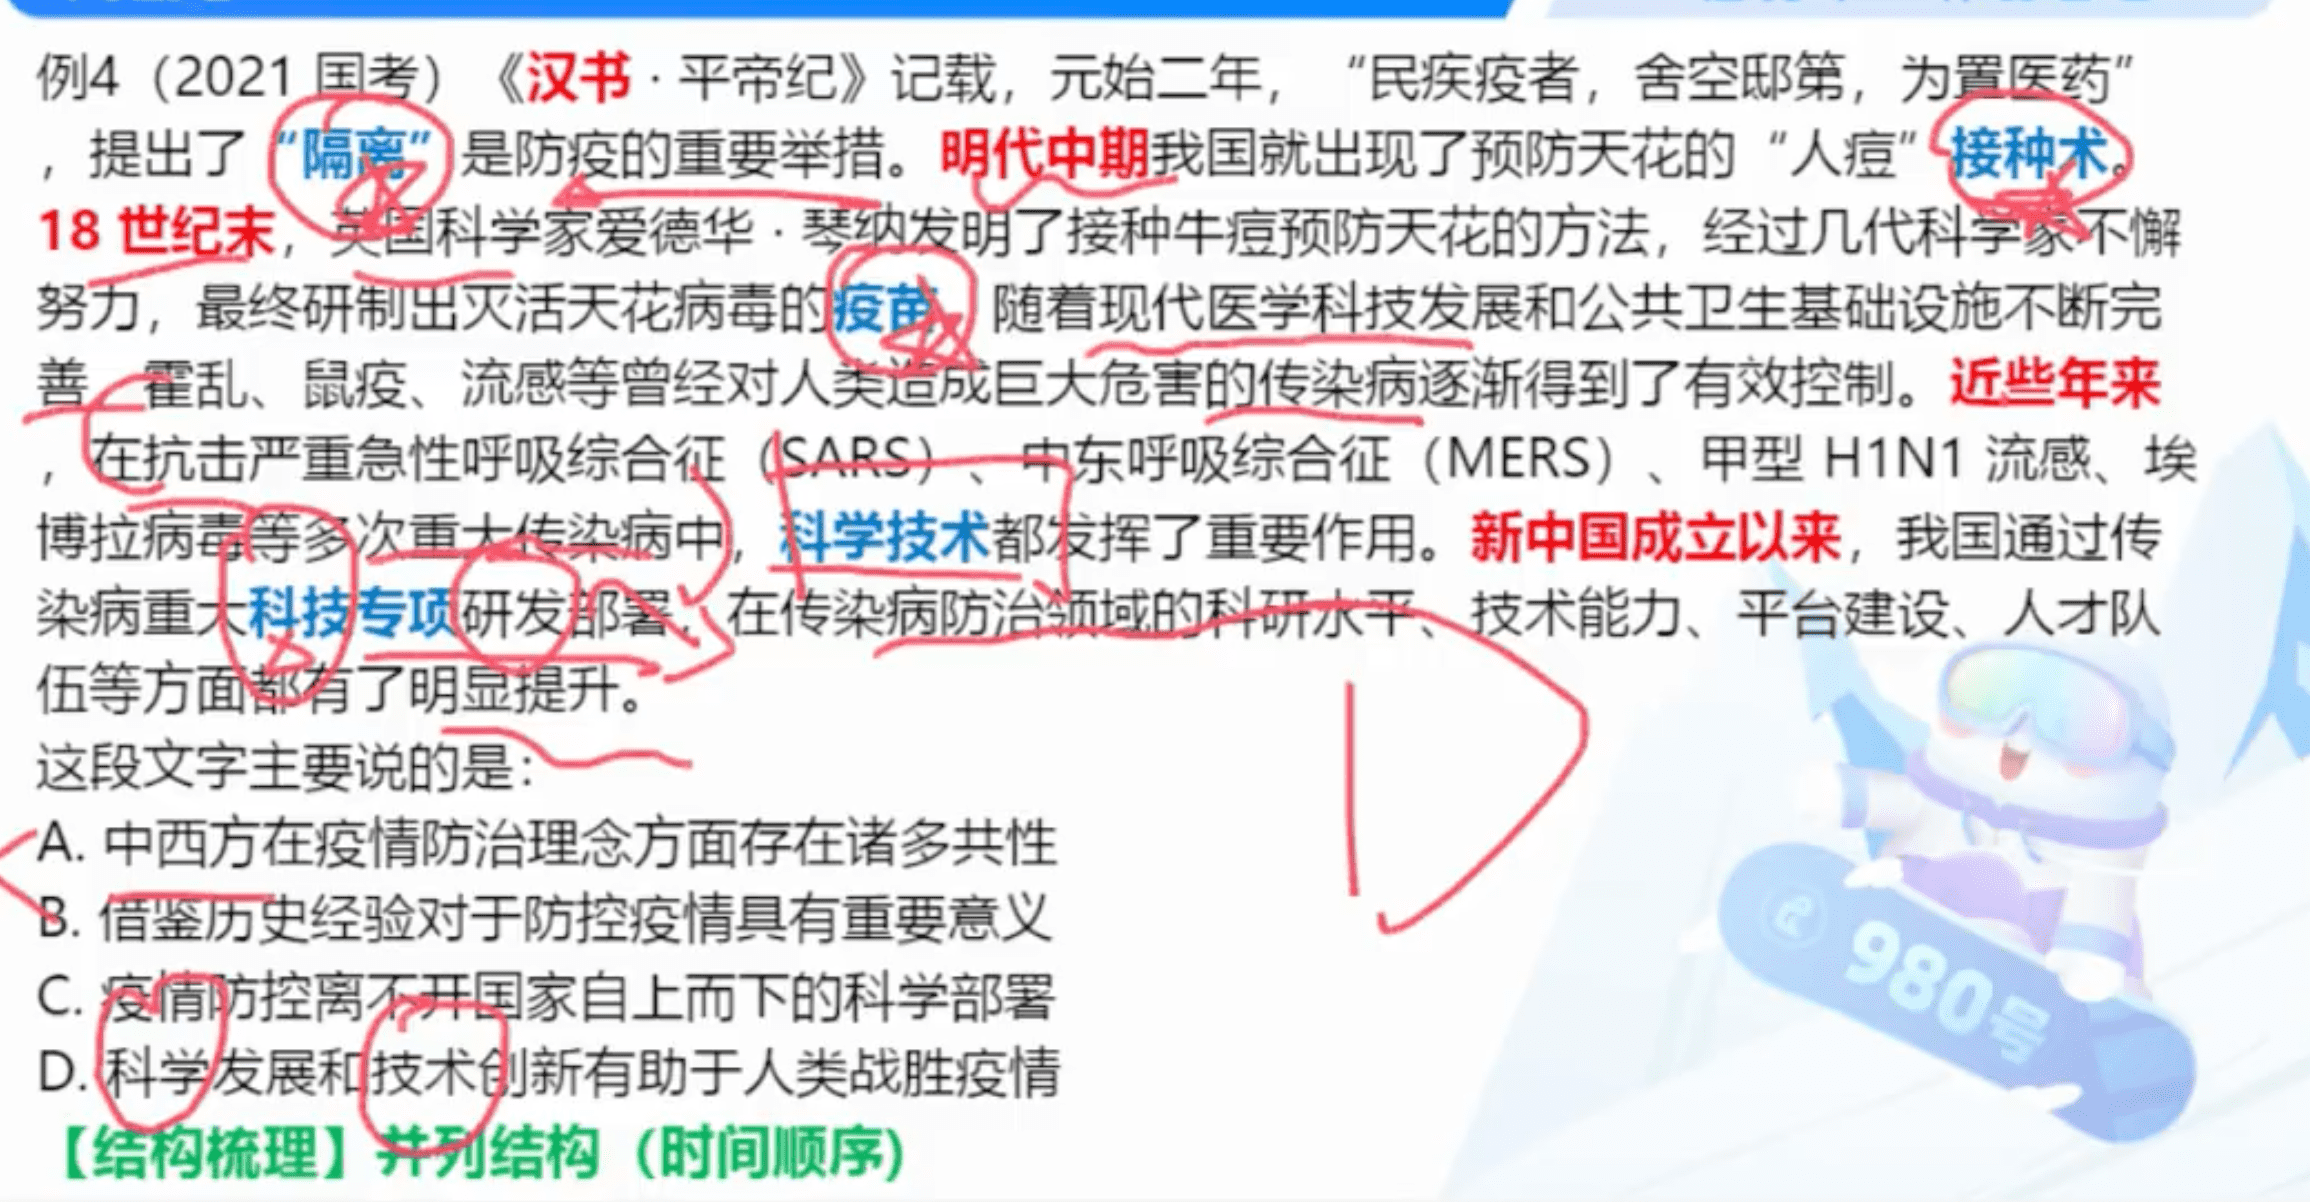 例4（2021 国考）《汉书·平帝纪》记载，元始二年，“民疾疫者，舍空邸第，为置医药”
，提出了“隔离”是防疫的重要举措。明代中期我国就出现了预防天花的“人痘”接种术。
18 世纪末，英国科学家爱德华·琴纳发明了接种牛痘预防天花的方法，经过几代科学家不懈
努力，最终研制出灭活天花病毒的疫苗 随着现代医学科技发展和公共卫生基础设施不断完
善 霍乱、鼠疫、流感等曾经对人类造成巨大危害的传染病逐渐得到了有效控制。近些年来
，在抗击严重急性呼吸综合征（SARS）、中东呼吸综合征（MERS）、甲型 H1N1 流感、埃
博拉病毒等多次重大传染病中，科学技术都发挥了重要作用。新中国成立以来，我国通过传
染病重大科技专项研发部署，在传染病防治领域的科研水平、技术能力、平台建设、人才队
伍等方面都有了明显提升。
这段文字主要说的是：
A. 中西方在疫情防治理念方面存在诸多共性
B. 借鉴历史经验对于防控疫情具有重要意义
C. 疫情防控离不开国家自上而下的科学部署
D. 科学发展和技术创新有助于人类战胜疫情
【结构梳理】并列结构（时间顺序)
980号